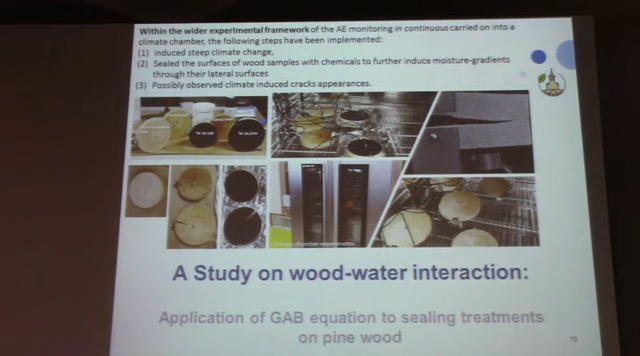 Within the wider experimental framework of the AE monitoring in continuous carried on into a
climate chamber, the following steps have been implemented:
(1) induced steep climate change,
(2) Sealed the surfaces of wood samples with chemicals to further induce moisture-gradients
through their lateral surfaces
(3) Possibly observed climate induced cracks appearances.
Climate chamber experiments
A Study on wood-water interaction:
Application of GAB equation to sealing treatments
on pine wood
10